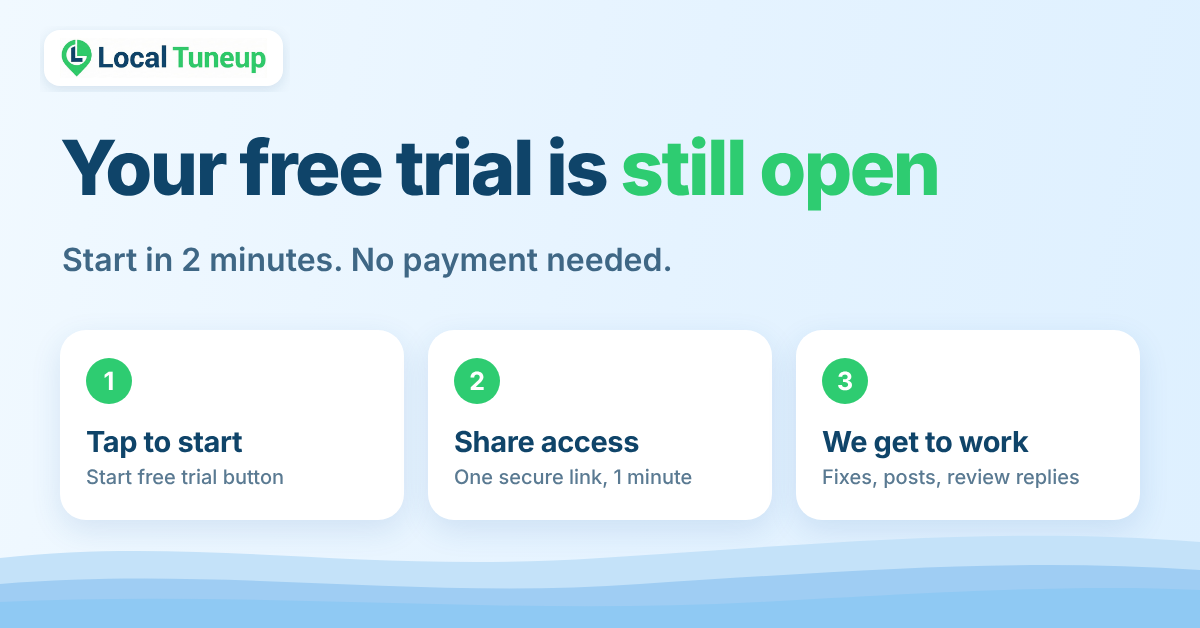 Local Tuneup
Your free trial is still open
Start in 2 minutes. No payment needed.
1
Tap to start
Start free trial button
2
Share access
One secure link, 1 minute
3
We get to work
Fixes, posts, review replies